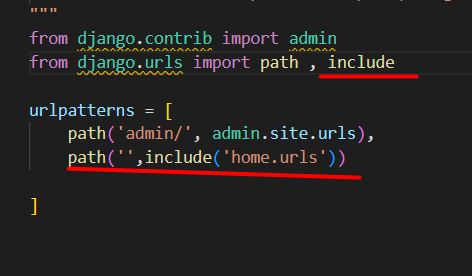 """
from django.contrib import admin
from django.urls import path , include
urlpatterns = [
path('admin/', admin.site.urls),
path('',include('home.urls'))
]